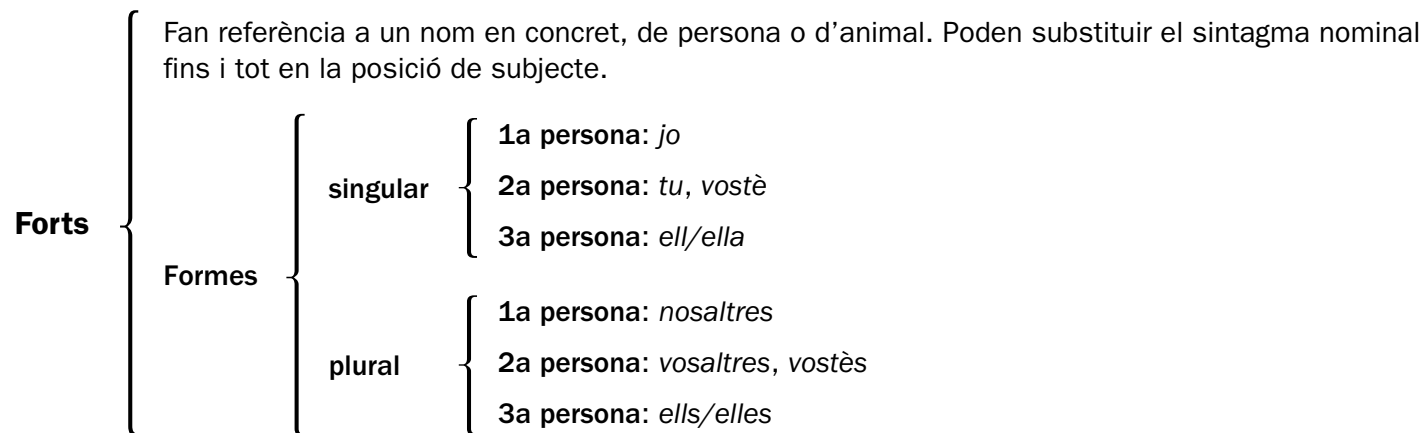 Fan referència a un nom en concret, de persona o d'animal. Poden substituir el sintagma nominal
fins i tot en la posició de subjecte.
Forts
Formes
singular
1a persona: jo
2a persona: tu, vostè
3a persona: ell/ella
plural
1a persona: nosaltres
2a persona: vosaltres, vostès
3a persona: ells/elles